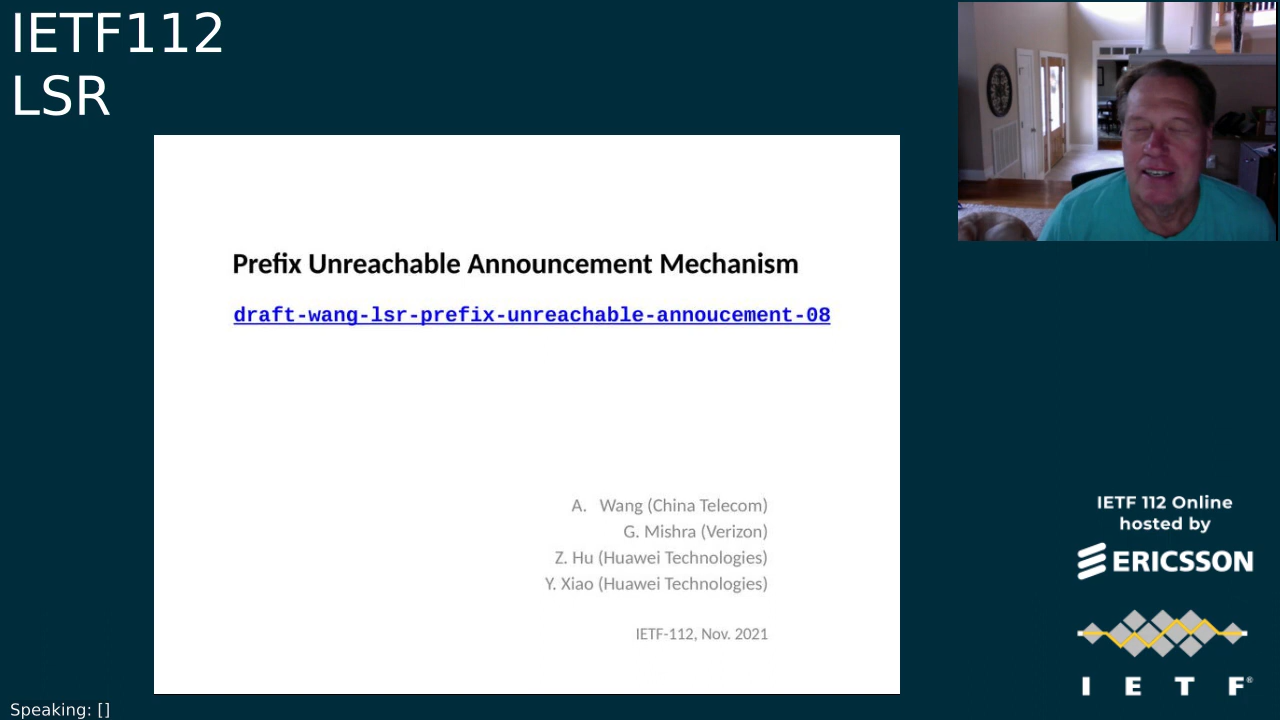 IETF112
LSR
Prefix Unreachable Announcement Mechanism
draft-wang-lsr-prefix-unreachable-annoucement-08
A. Wang (China Telecom)
G. Mishra (Verizon)
Z. Hu (Huawei Technologies)
Y. Xiao (Huawei Technologies)
IETF-112, Nov. 2021
IETF 112 Online
hosted by
ERICSSON
I E T F®
Speaking: []